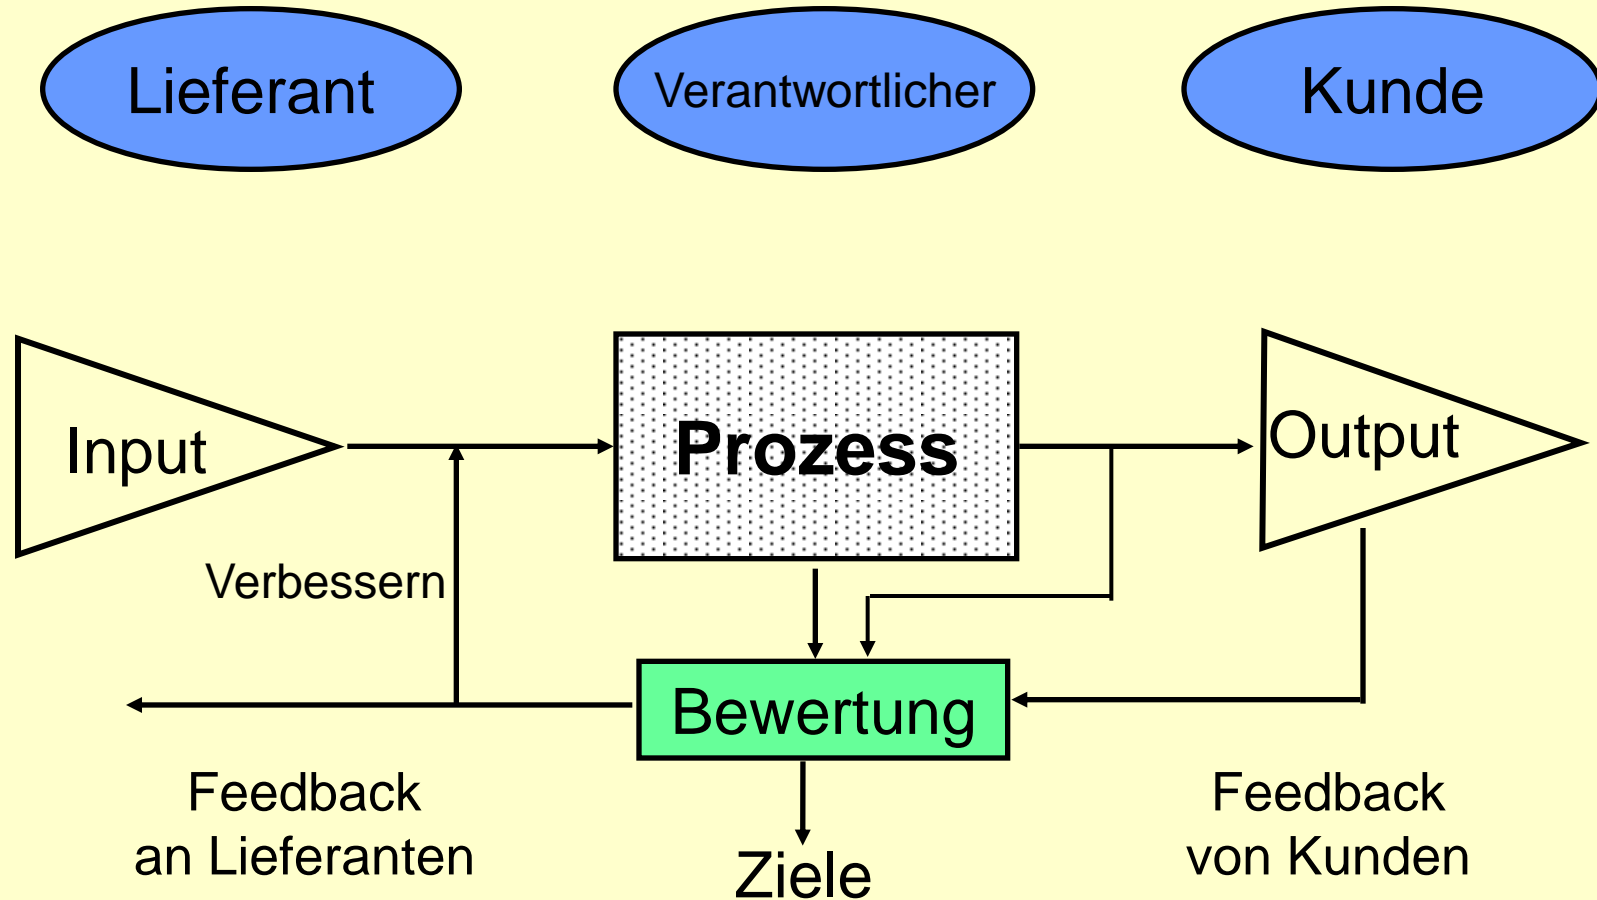 Lieferant
Verantwortlicher
Kunde
Input
Prozess
Output
Verbessern
Bewertung
Feedback
an Lieferanten
Ziele
Feedback
von Kunden